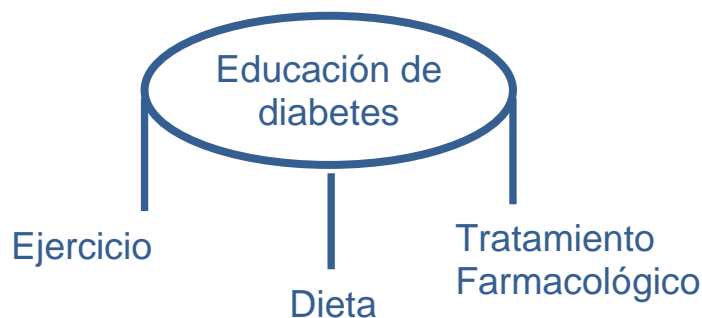 Educación de
diabetes
Ejercicio
Dieta
Tratamiento
Farmacológico